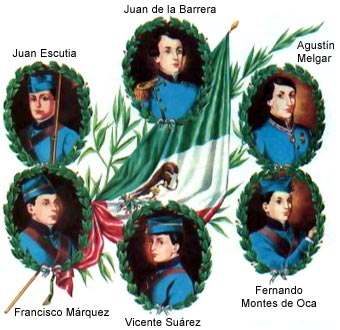 Juan de la Barrera
Juan Escutia
Agustín
Melgar
Francisco Márquez
Vicente Suárez
Fernando
Montes de Oca